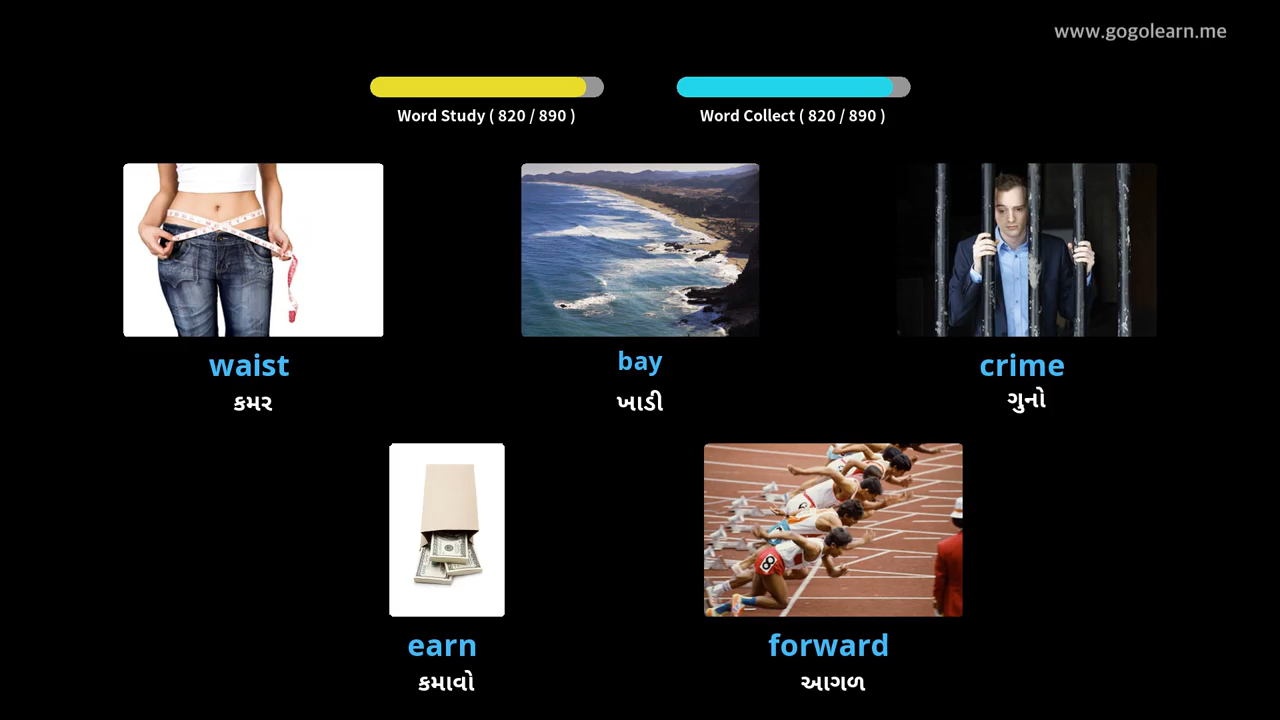 www.gogolearn.me
Word Study ( 820 / 890 )
Word Collect ( 820 / 890 )
waist
કમર
bay
ખાડી
crime
ગુનો
earn
કમાવો
forward
આગળ